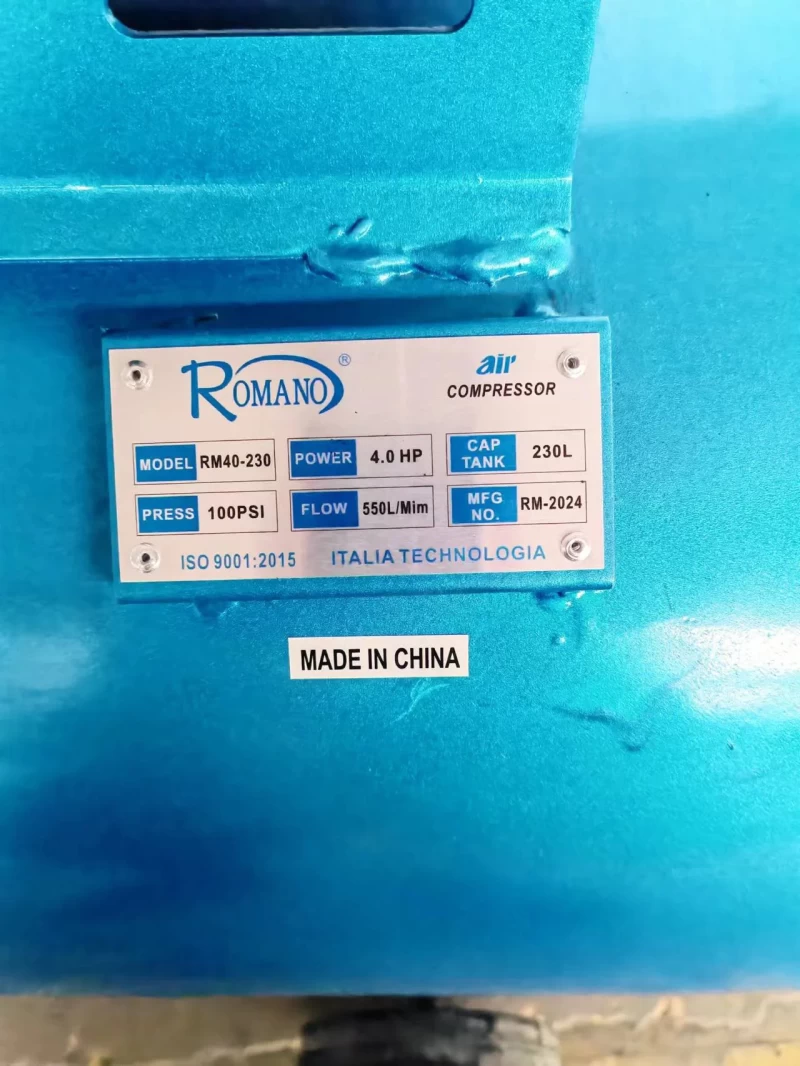 ROMANO ®
air
COMPRESSOR
MODEL RM40-230 POWER 4.0 HP CAP TANK 230L
PRESS 100PSI FLOW 550L/Mim MFG NO. RM-2024
ISO 9001:2015 ITALIA TECHNOLOGIA
MADE IN CHINA